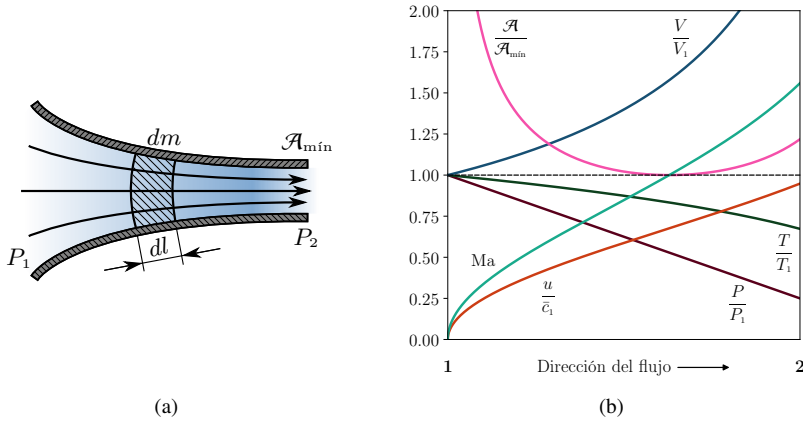 dm
𝒜mín
P1
P2
dl
(a)
2.00
1.75
1.50
1.25
1.00
0.75
0.50
0.25
0.00
𝒜/𝒜mín
V/V1
Ma
u/c̄1
T/T1
P/P1
1 Dirección del flujo 2
(b)